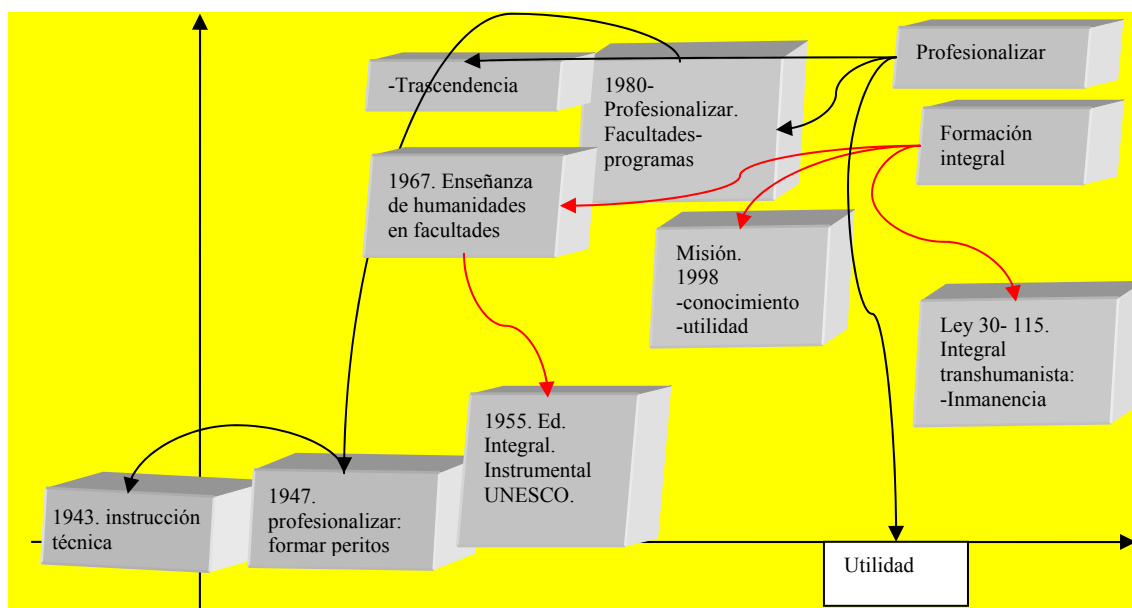 Profesionalizar
-Trascendencia
1980-
Profesionalizar.
Facultades-
programas
Formación
integral
1967. Enseñanza
de humanidades
en facultades
Misión.
1998
-conocimiento
-utilidad
Ley 30- 115.
Integral
transhumanista:
-Inmanencia
1955. Ed.
Integral.
Instrumental
UNESCO.
1947.
profesionalizar:
formar peritos
1943. instrucción
técnica
Utilidad